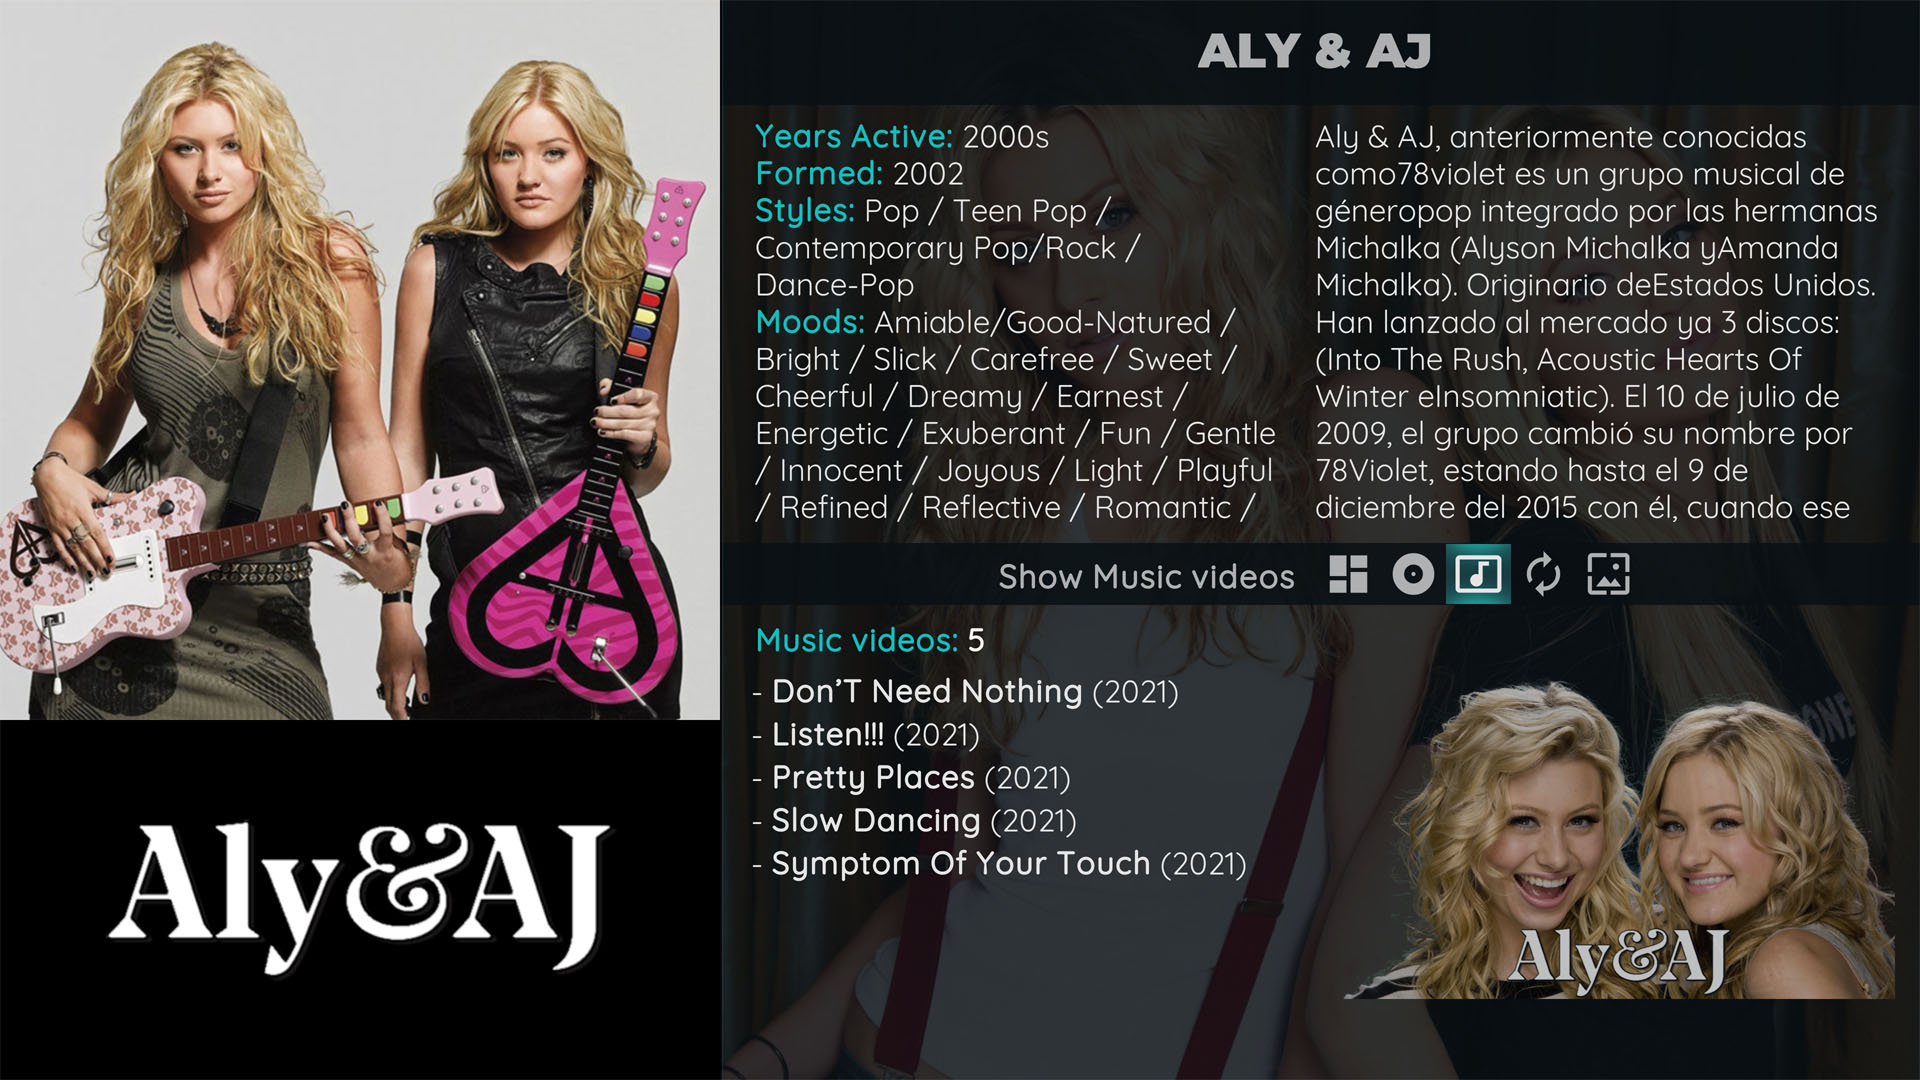 ALY & AJ
Years Active: 2000s
Formed: 2002
Styles: Pop / Teen Pop /
Contemporary Pop/Rock /
Dance-Pop
Moods: Amiable/Good-Natured /
Bright / Slick / Carefree / Sweet /
Cheerful / Dreamy / Earnest /
Energetic / Exuberant / Fun / Gentle
/ Innocent / Joyous / Light / Playful
/ Refined / Reflective / Romantic /
Aly & AJ, anteriormente conocidas
como78violet es un grupo musical de
géneropop integrado por las hermanas
Michalka (Alyson Michalka yAmanda
Michalka). Originario deEstados Unidos.
Han lanzado al mercado ya 3 discos:
(Into The Rush, Acoustic Hearts Of
Winter eInsomniatic). El 10 de julio de
2009, el grupo cambió su nombre por
78Violet, estando hasta el 9 de
diciembre del 2015 con él, cuando ese
Show Music videos
Music videos: 5
- Don’T Need Nothing (2021)
- Listen!!! (2021)
- Pretty Places (2021)
- Slow Dancing (2021)
- Symptom Of Your Touch (2021)
Aly&AJ
Aly&AJ